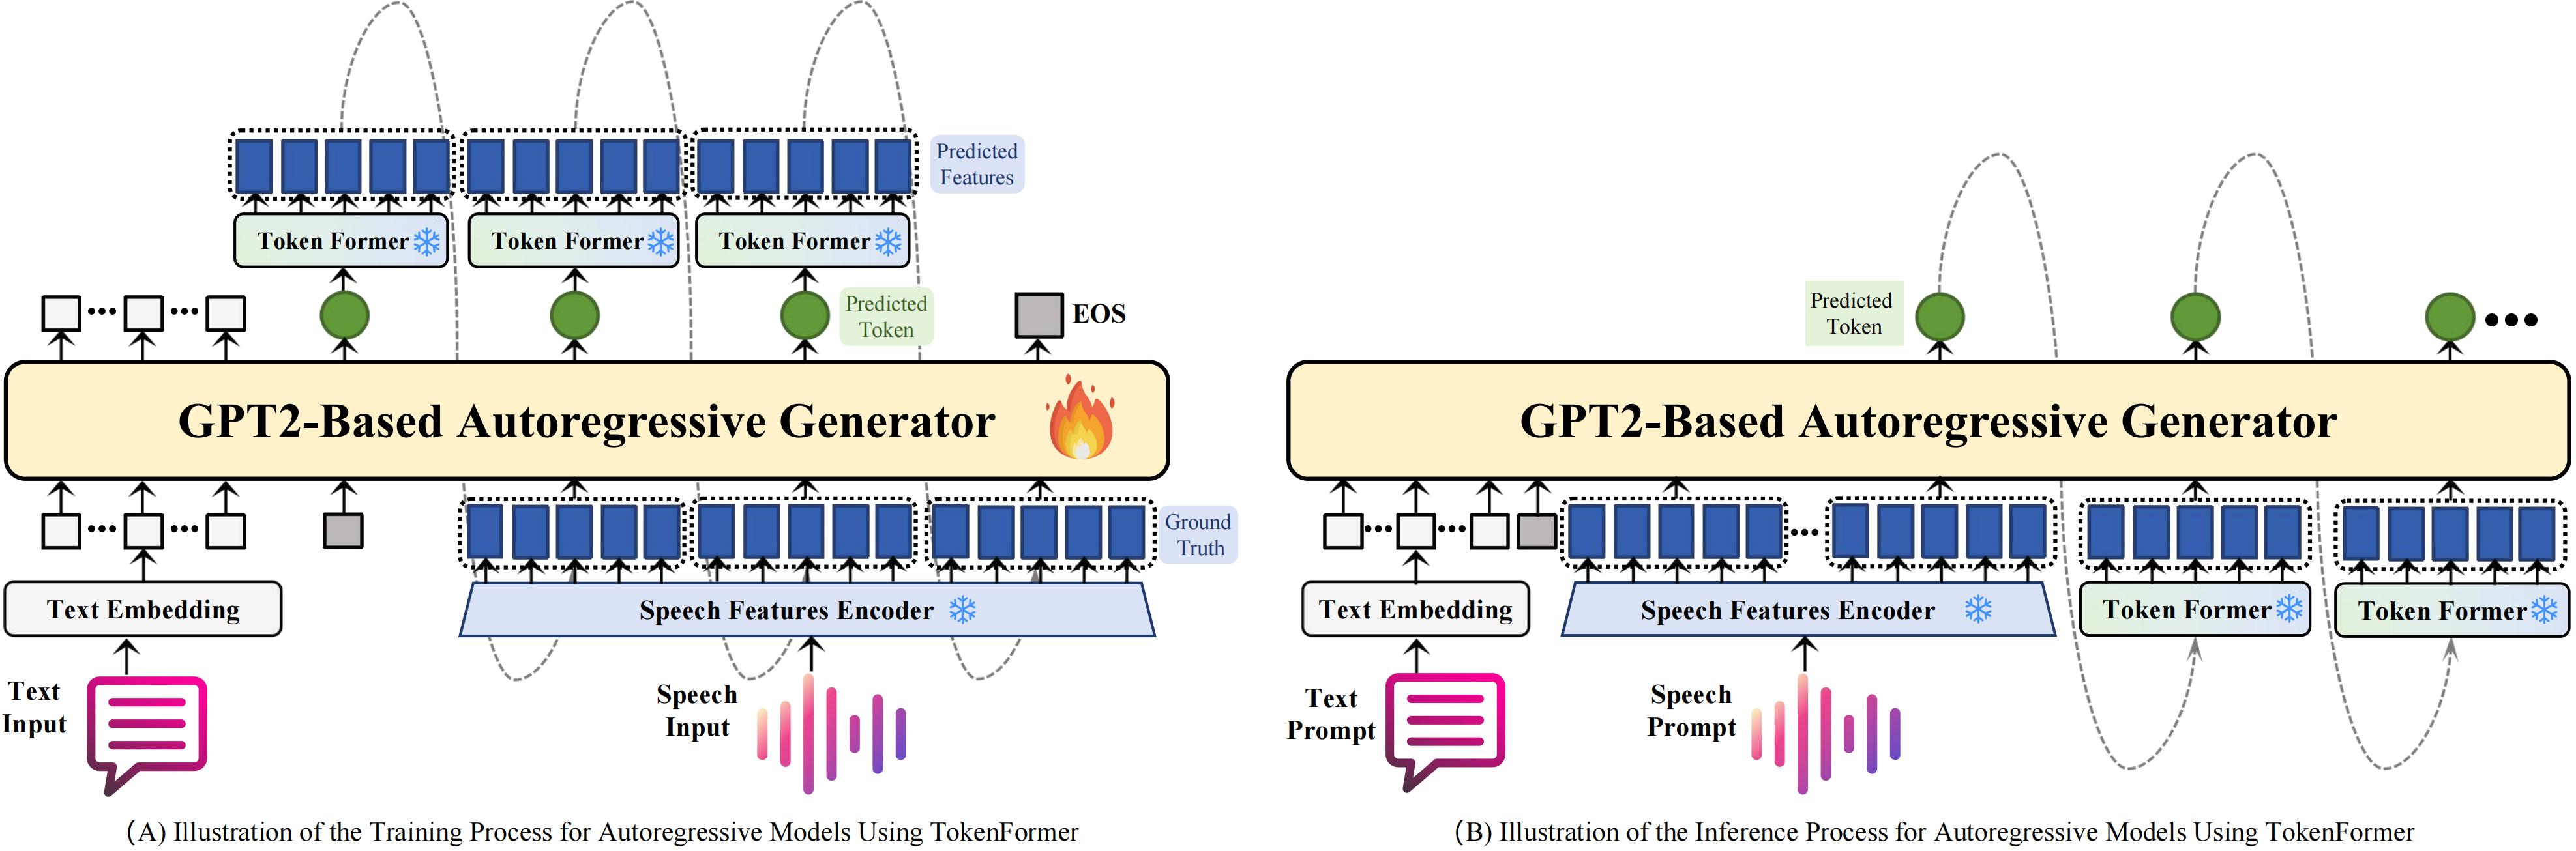 Predicted
Features
Token Former
Token Former
Token Former
Predicted
Token
EOS
GPT2-Based Autoregressive Generator
Ground
Truth
Text Embedding
Speech Features Encoder
Text
Input
Speech
Input
(A) Illustration of the Training Process for Autoregressive Models Using TokenFormer
Predicted
Token
GPT2-Based Autoregressive Generator
Text Embedding
Speech Features Encoder
Token Former
Token Former
Text
Prompt
Speech
Prompt
(B) Illustration of the Inference Process for Autoregressive Models Using TokenFormer